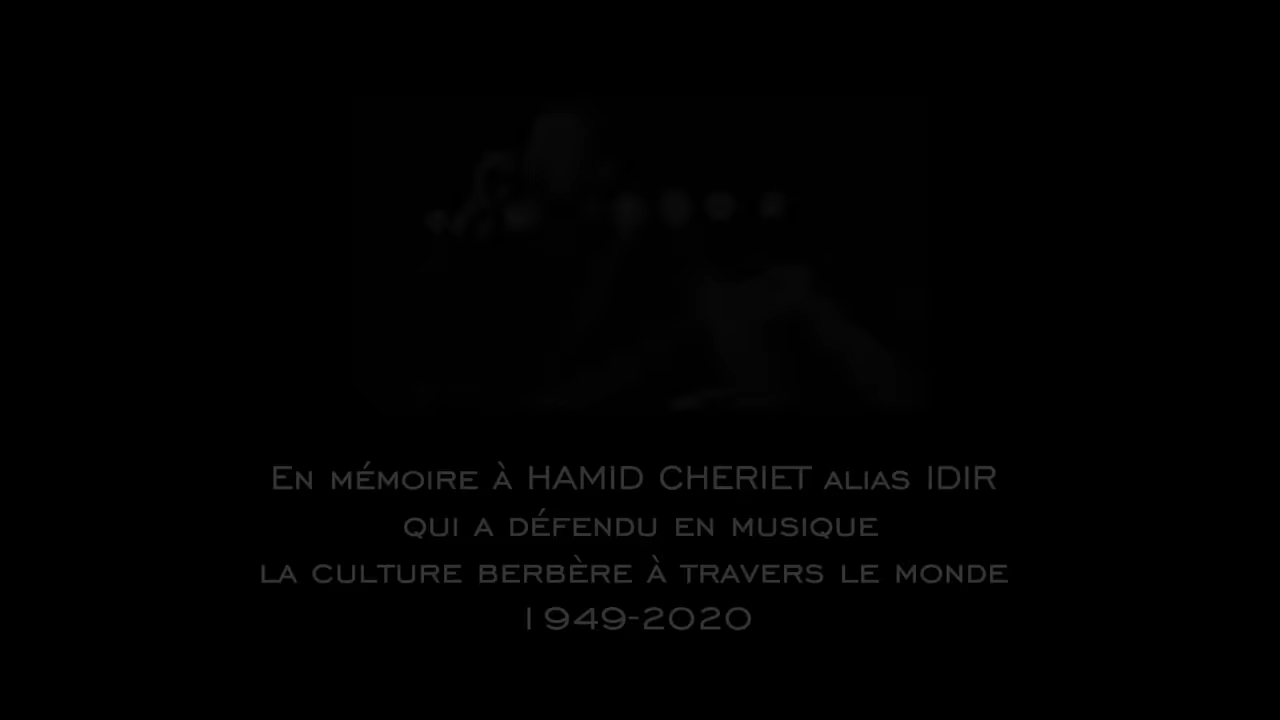 En mémoire à HAMID CHERIET alias IDIR
qui a défendu en musique
la culture berbère à travers le monde
1949-2020